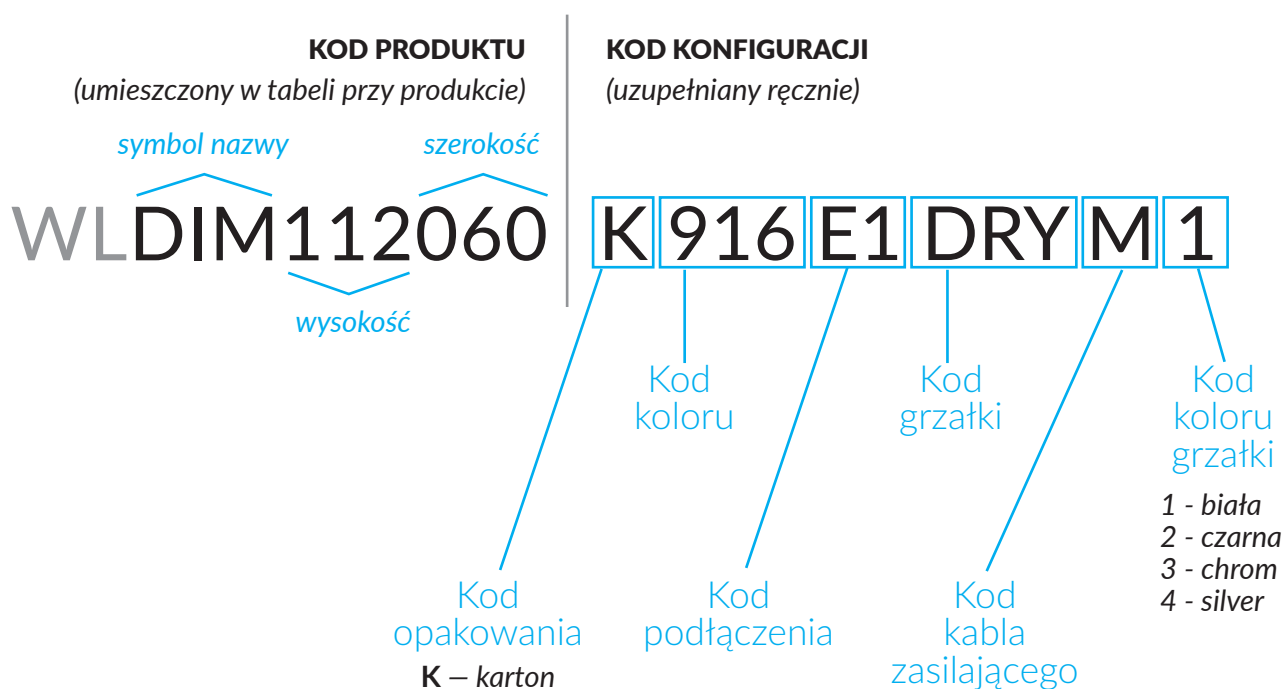 KOD PRODUKTU
(umieszczony w tabeli przy produkcie)
KOD KONFIGURACJI
(uzupełniany ręcznie)
symbol nazwy
szerokość
WLDIM112060 K 916 E1 DRY M 1
wysokość
Kod
koloru
Kod
grzałki
Kod
koloru
grzałki
1 - biała
2 - czarna
3 - chrom
4 - silver
Kod
opakowania
K – karton
Kod
podłączenia
Kod
kabla
zasilającego